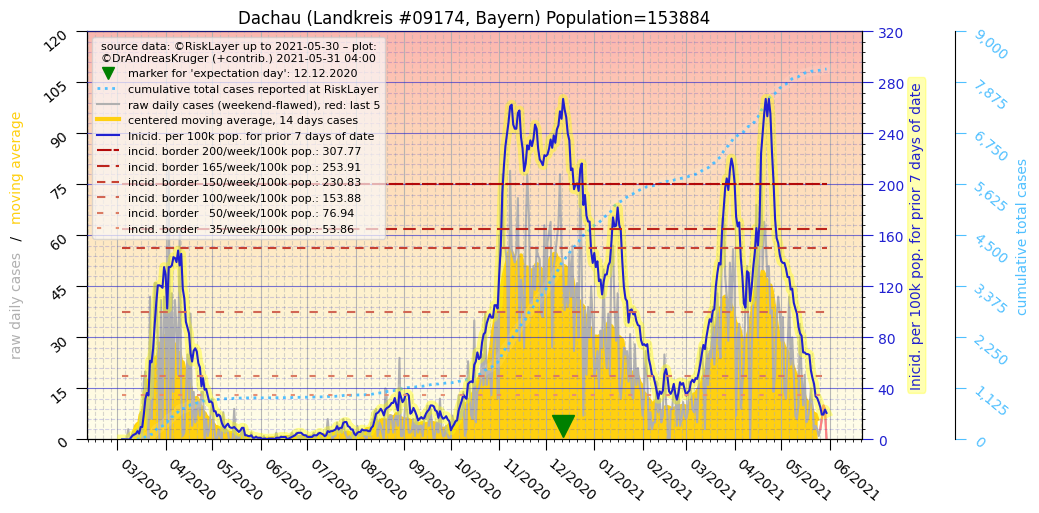 Dachau (Landkreis #09174, Bayern) Population=153884
source data: ©RiskLayer up to 2021-05-30 – plot:
©DrAndreasKruger (+contrib.) 2021-05-31 04:00
marker for 'expectation day': 12.12.2020
cumulative total cases reported at RiskLayer
raw daily cases (weekend-flawed), red: last 5
centered moving average, 14 days cases
Inicid. per 100k pop. for prior 7 days of date
incid. border 200/week/100k pop.: 307.77
incid. border 165/week/100k pop.: 253.91
incid. border 150/week/100k pop.: 230.83
incid. border 100/week/100k pop.: 153.88
incid. border   50/week/100k pop.: 76.94
incid. border   35/week/100k pop.: 53.86
raw daily cases / moving average
120
105
90
75
60
45
30
15
0
03/2020
04/2020
05/2020
06/2020
07/2020
08/2020
09/2020
10/2020
11/2020
12/2020
01/2021
02/2021
03/2021
04/2021
05/2021
06/2021
320
280
240
200
160
120
80
40
0
Inicid. per 100k pop. for prior 7 days of date
9,000
7,875
6,750
5,625
4,500
3,375
2,250
1,125
0
cumulative total cases